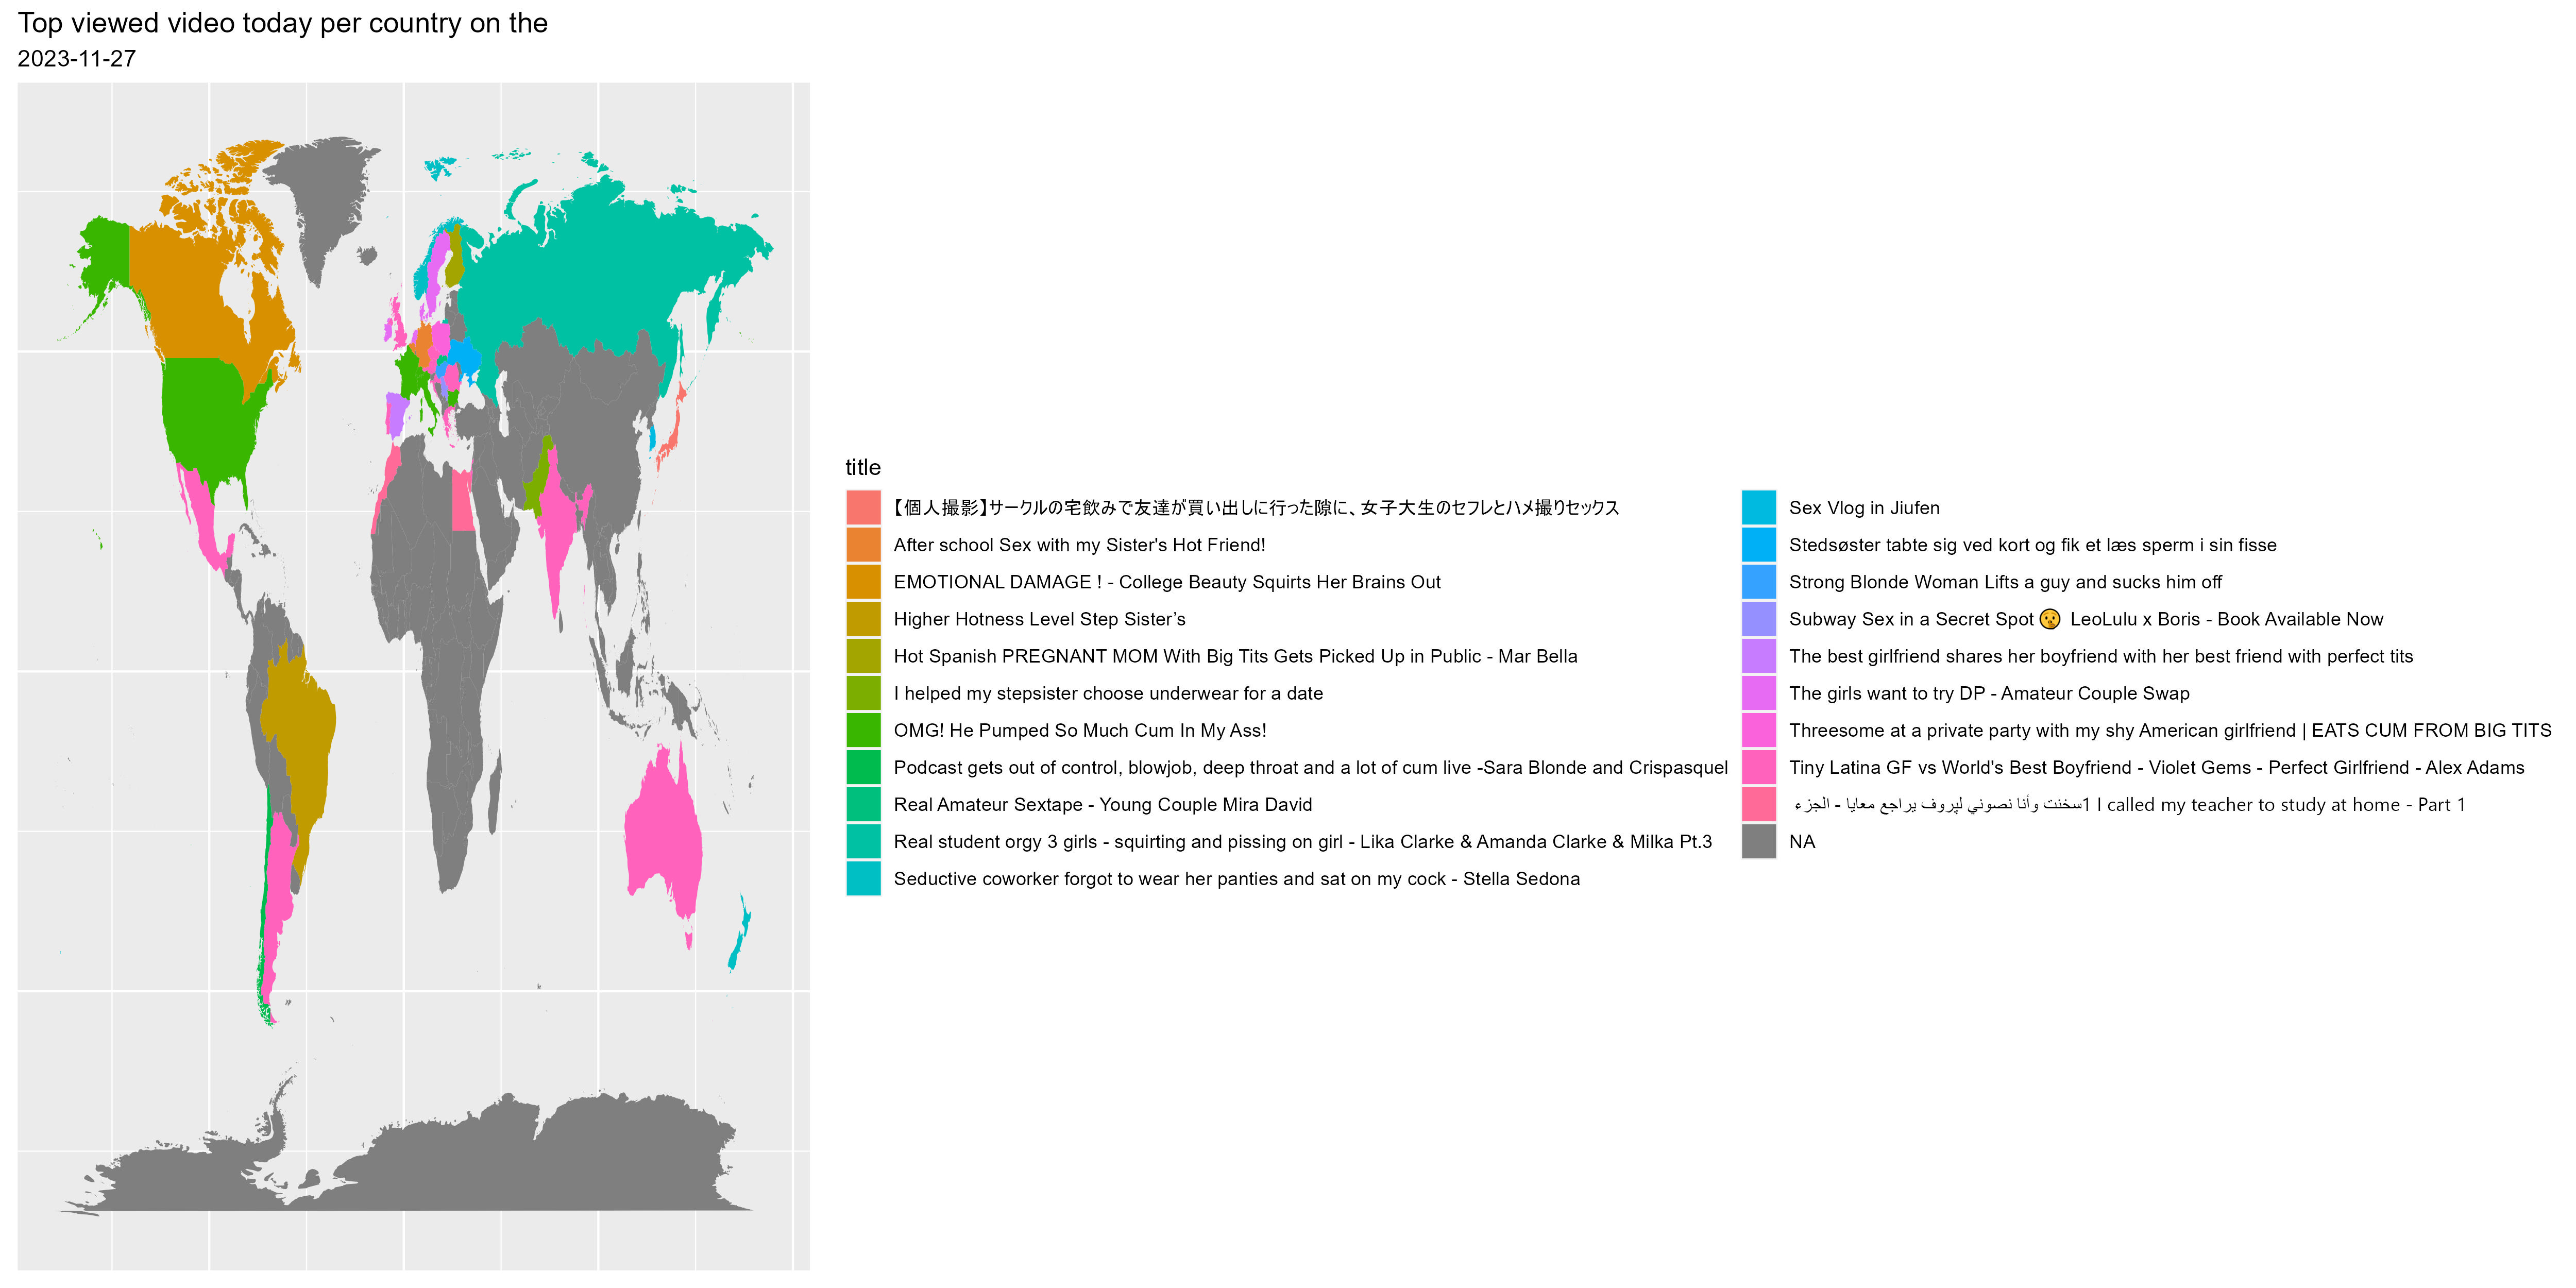 Top viewed video today per country on the
2023-11-27
title
【個人撮影】サークルの宅飲みで友達が買い出しに行った隙に、女子大生のセフレとハメ撮りセックス
After school Sex with my Sister's Hot Friend!
EMOTIONAL DAMAGE ! - College Beauty Squirts Her Brains Out
Higher Hotness Level Step Sister’s
Hot Spanish PREGNANT MOM With Big Tits Gets Picked Up in Public - Mar Bella
I helped my stepsister choose underwear for a date
OMG! He Pumped So Much Cum In My Ass!
Podcast gets out of control, blowjob, deep throat and a lot of cum live -Sara Blonde and Crispasquel
Real Amateur Sextape - Young Couple Mira David
Real student orgy 3 girls - squirting and pissing on girl - Lika Clarke & Amanda Clarke & Milka Pt.3
Seductive coworker forgot to wear her panties and sat on my cock - Stella Sedona
Sex Vlog in Jiufen
Stedsøster tabte sig ved kort og fik et læs sperm i sin fisse
Strong Blonde Woman Lifts a guy and sucks him off
Subway Sex in a Secret Spot 🤫 LeoLulu x Boris - Book Available Now
The best girlfriend shares her boyfriend with her best friend with perfect tits
The girls want to try DP - Amateur Couple Swap
Threesome at a private party with my shy American girlfriend | EATS CUM FROM BIG TITS
Tiny Latina GF vs World's Best Boyfriend - Violet Gems - Perfect Girlfriend - Alex Adams
سخنت وأنا نصوني ليروف يراجع معايا - الجزء 1 I called my teacher to study at home - Part 1
NA